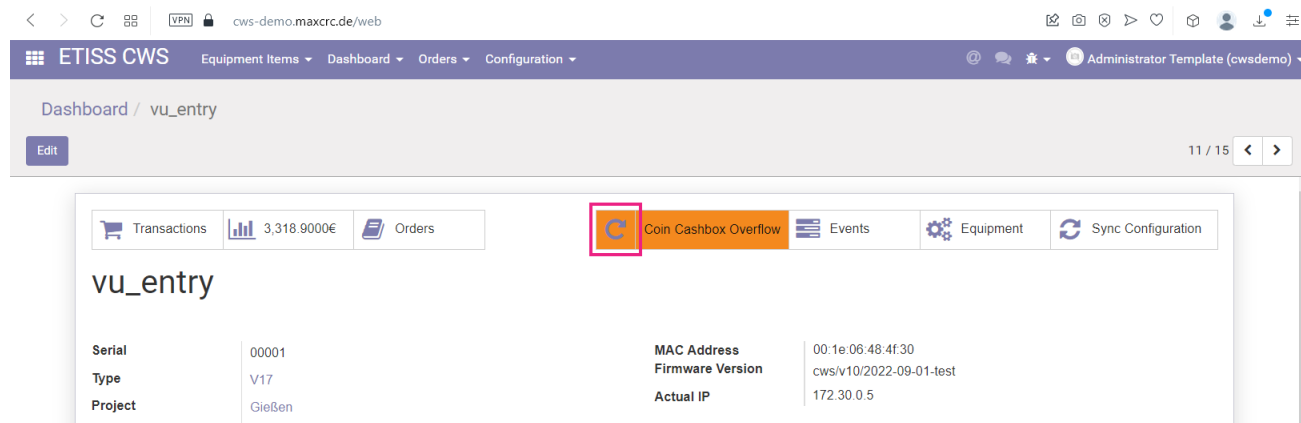 VPN cws-demo.maxcrc.de/web
ETISS CWS Equipment Items Dashboard Orders Configuration @ Administrator Template (cwsdemo)
Dashboard / vu_entry
Edit 11 / 15
Transactions 3,318.9000€ Orders Coin Cashbox Overflow Events Equipment Sync Configuration
vu_entry
Serial 00001
Type V17
Project Gießen
MAC Address 00:1e:06:48:4f:30
Firmware Version cws/v10/2022-09-01-test
Actual IP 172.30.0.5